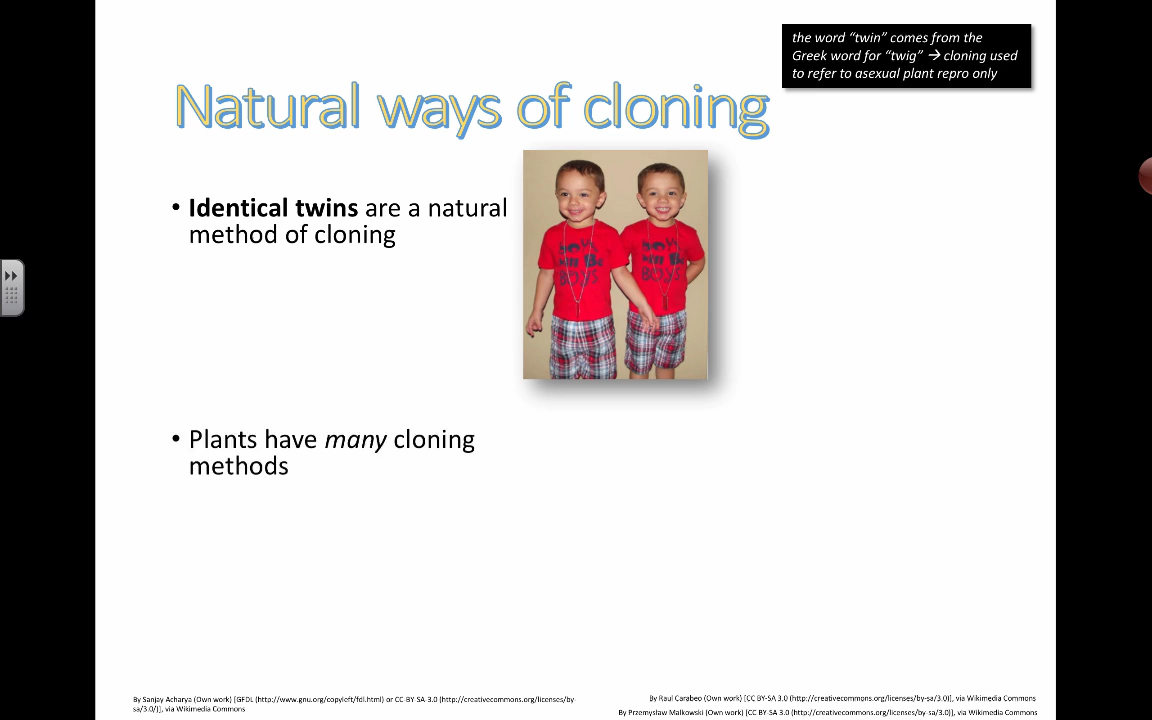 the word “twin” comes from the
Greek word for “twig” → cloning used
to refer to asexual plant repro only
Natural ways of cloning
• Identical twins are a natural
method of cloning
BOYS
BOYS
• Plants have many cloning
methods
By Sanjay Acharya (Own work) [GFDL (http://www.gnu.org/copyleft/fdl.html) or CC-BY-SA-3.0 (http://creativecommons.org/licenses/by-
sa/3.0/)], via Wikimedia Commons
By Raul Carabeo (Own work) [CC BY-SA 3.0 (http://creativecommons.org/licenses/by-sa/3.0)], via Wikimedia Commons
By Przemysław Malkowski (Own work) [CC BY-SA 3.0 (http://creativecommons.org/licenses/by-sa/3.0)], via Wikimedia Commons